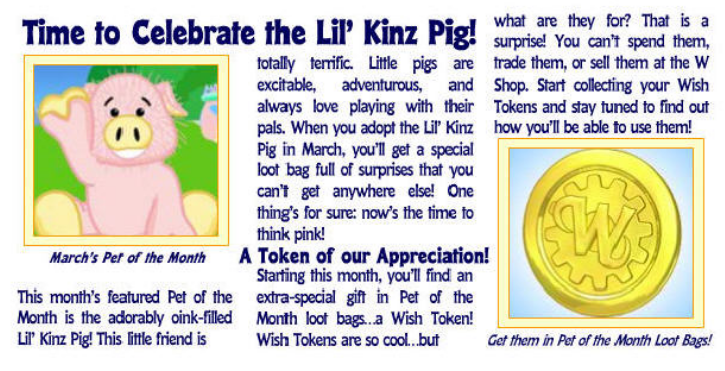 Time to Celebrate the Lil' Kinz Pig!
March's Pet of the Month
This month's featured Pet of the
Month is the adorably oink-filled
Lil' Kinz Pig! This little friend is
totally terrific. Little pigs are
excitable, adventurous, and
always love playing with their
pals. When you adopt the Lil' Kinz
Pig in March, you'll get a special
loot bag full of surprises that you
can't get anywhere else! One
thing's for sure: now's the time to
think pink!
A Token of our Appreciation!
Starting this month, you'll find an
extra-special gift in Pet of the
Month loot bags...a Wish Token!
Wish Tokens are so cool...but
what are they for? That is a
surprise! You can't spend them,
trade them, or sell them at the W
Shop. Start collecting your Wish
Tokens and stay tuned to find out
how you'll be able to use them!
W
Get them in Pet of the Month Loot Bags!